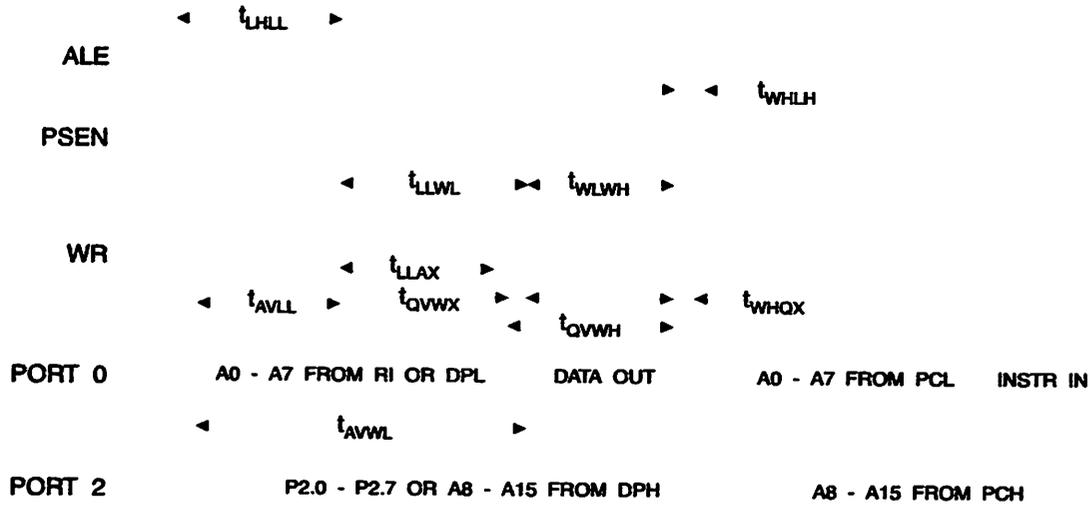 tLHLL
ALE
tWHLH
PSEN
tLLWL tWLWH
WR
tLLAX
tAVLL tQVWX tWHQX
tQVWH
PORT 0 A0 - A7 FROM RI OR DPL DATA OUT A0 - A7 FROM PCL INSTR IN
tAVWL
PORT 2 P2.0 - P2.7 OR A8 - A15 FROM DPH A8 - A15 FROM PCH